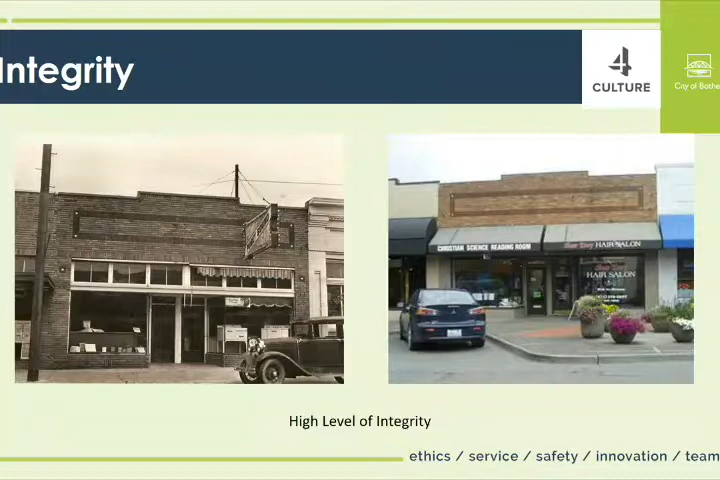 Integrity
4
CULTURE
City of Bothe
CHRISTIAN SCIENCE READING ROOM
HAIR SALON
HAIR SALON
High Level of Integrity
ethics / service / safety / innovation / team